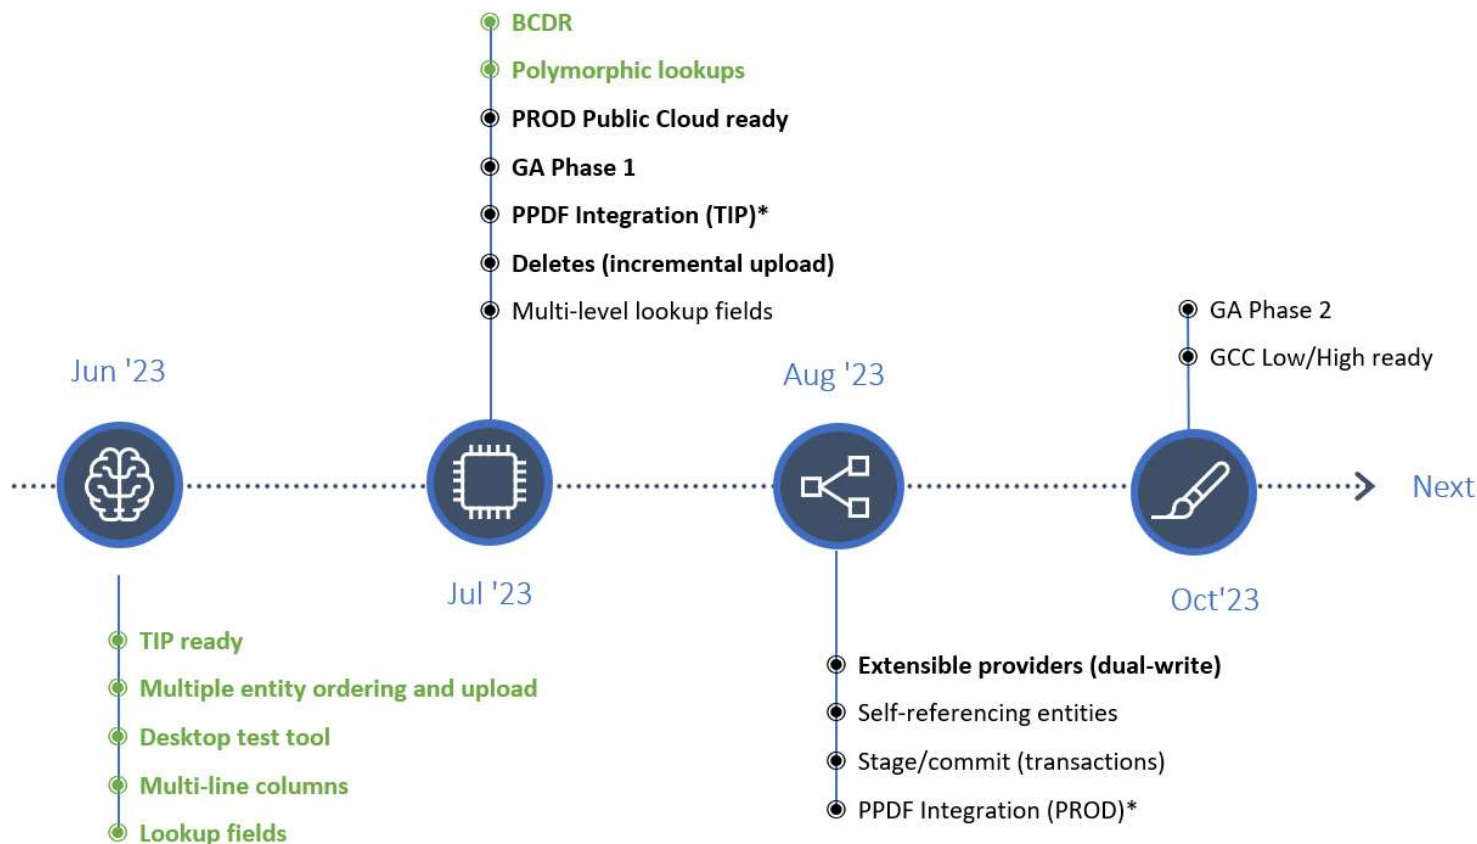 BCDR
Polymorphic lookups
PROD Public Cloud ready
GA Phase 1
PPDF Integration (TIP)*
Deletes (incremental upload)
Multi-level lookup fields
GA Phase 2
GCC Low/High ready
Jun '23
Aug '23
Next
Jul '23
Oct'23
TIP ready
Multiple entity ordering and upload
Desktop test tool
Multi-line columns
Lookup fields
Extensible providers (dual-write)
Self-referencing entities
Stage/commit (transactions)
PPDF Integration (PROD)*